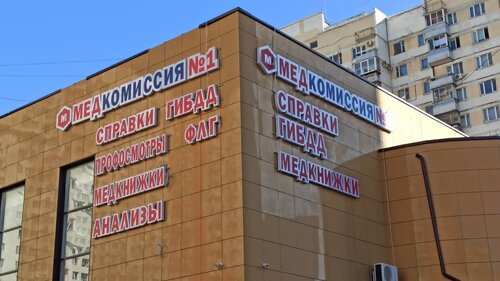 МЕДКОМИССИЯ №1
СПРАВКИ ГИБДД
ПРОФОСМОТРЫ ФЛГ
МЕДКНИЖКИ
АНАЛИЗЫ
МЕДКОМИССИЯ №1
СПРАВКИ
ГИБДД
МЕДКНИЖКИ